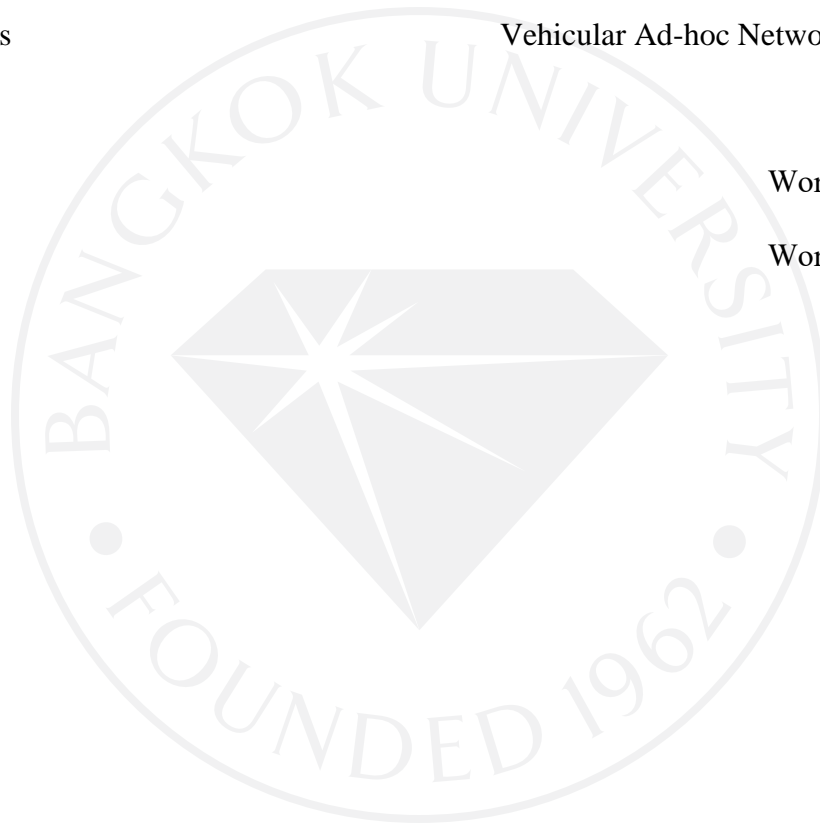 s Vehicular Ad-hoc Netwo
Wor
Wor
BANGKOK UNIVERSITY
FOUNDED 1962